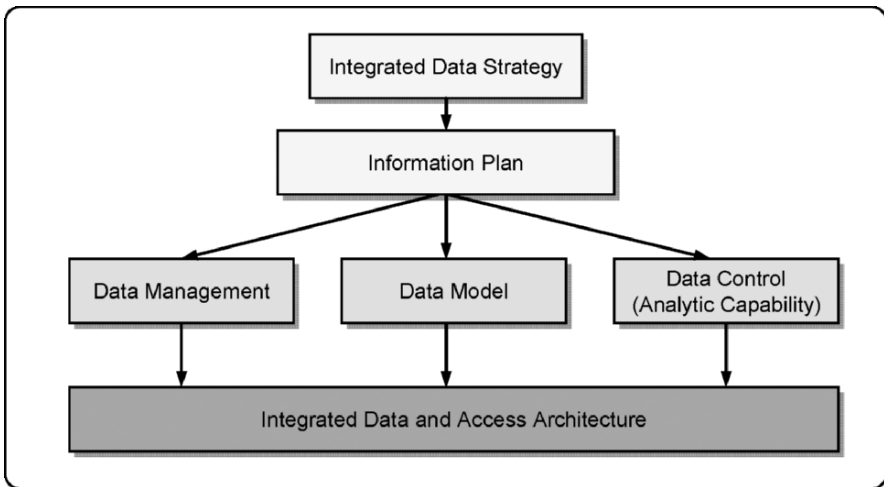 Integrated Data Strategy
Information Plan
Data Management
Data Model
Data Control
(Analytic Capability)
Integrated Data and Access Architecture